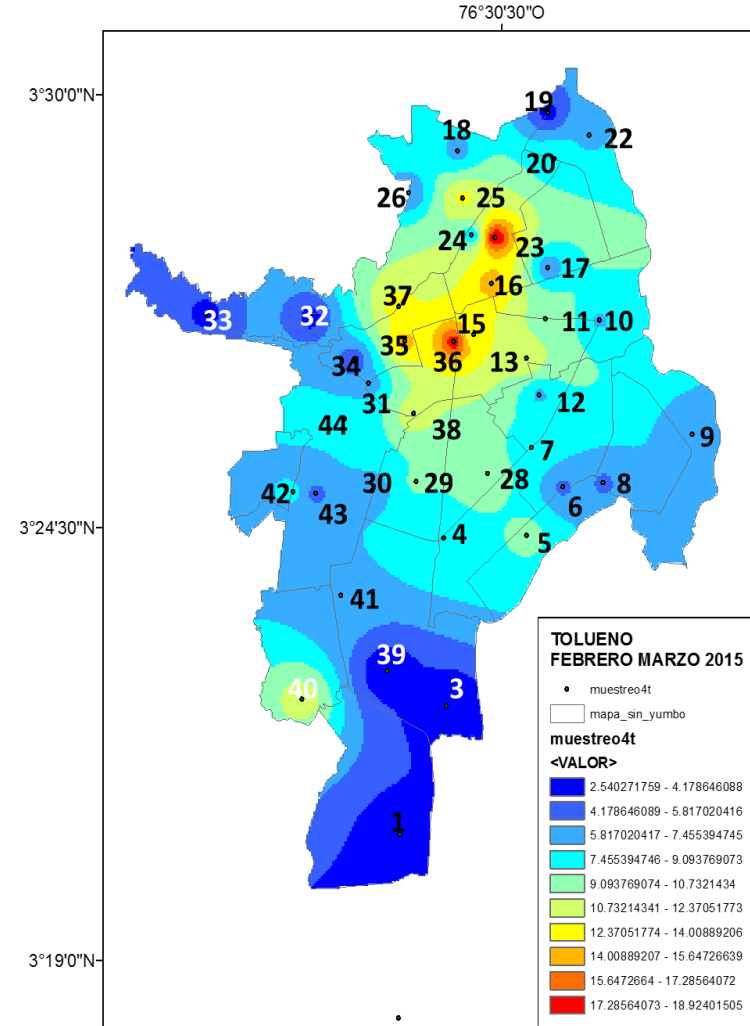 76°30'30"O
3°30'0"N
19
18
22
20
26
25
24
23
17
37
16
33
32
15
11
10
35
36
13
34
31
12
44
38
9
7
42
30
29
28
8
43
6
3°24'30"N
4
5
41
39
40
3
1
3°19'0"N
TOLUENO
FEBRERO MARZO 2015
muestreo4t
mapa_sin_yumbo
muestreo4t
<VALOR>
2.540271759 - 4.178646088
4.178646089 - 5.817020416
5.817020417 - 7.455394745
7.455394746 - 9.093769073
9.093769074 - 10.7321434
10.73214341 - 12.37051773
12.37051774 - 14.00889206
14.00889207 - 15.64726639
15.6472664 - 17.28564072
17.28564073 - 18.92401505